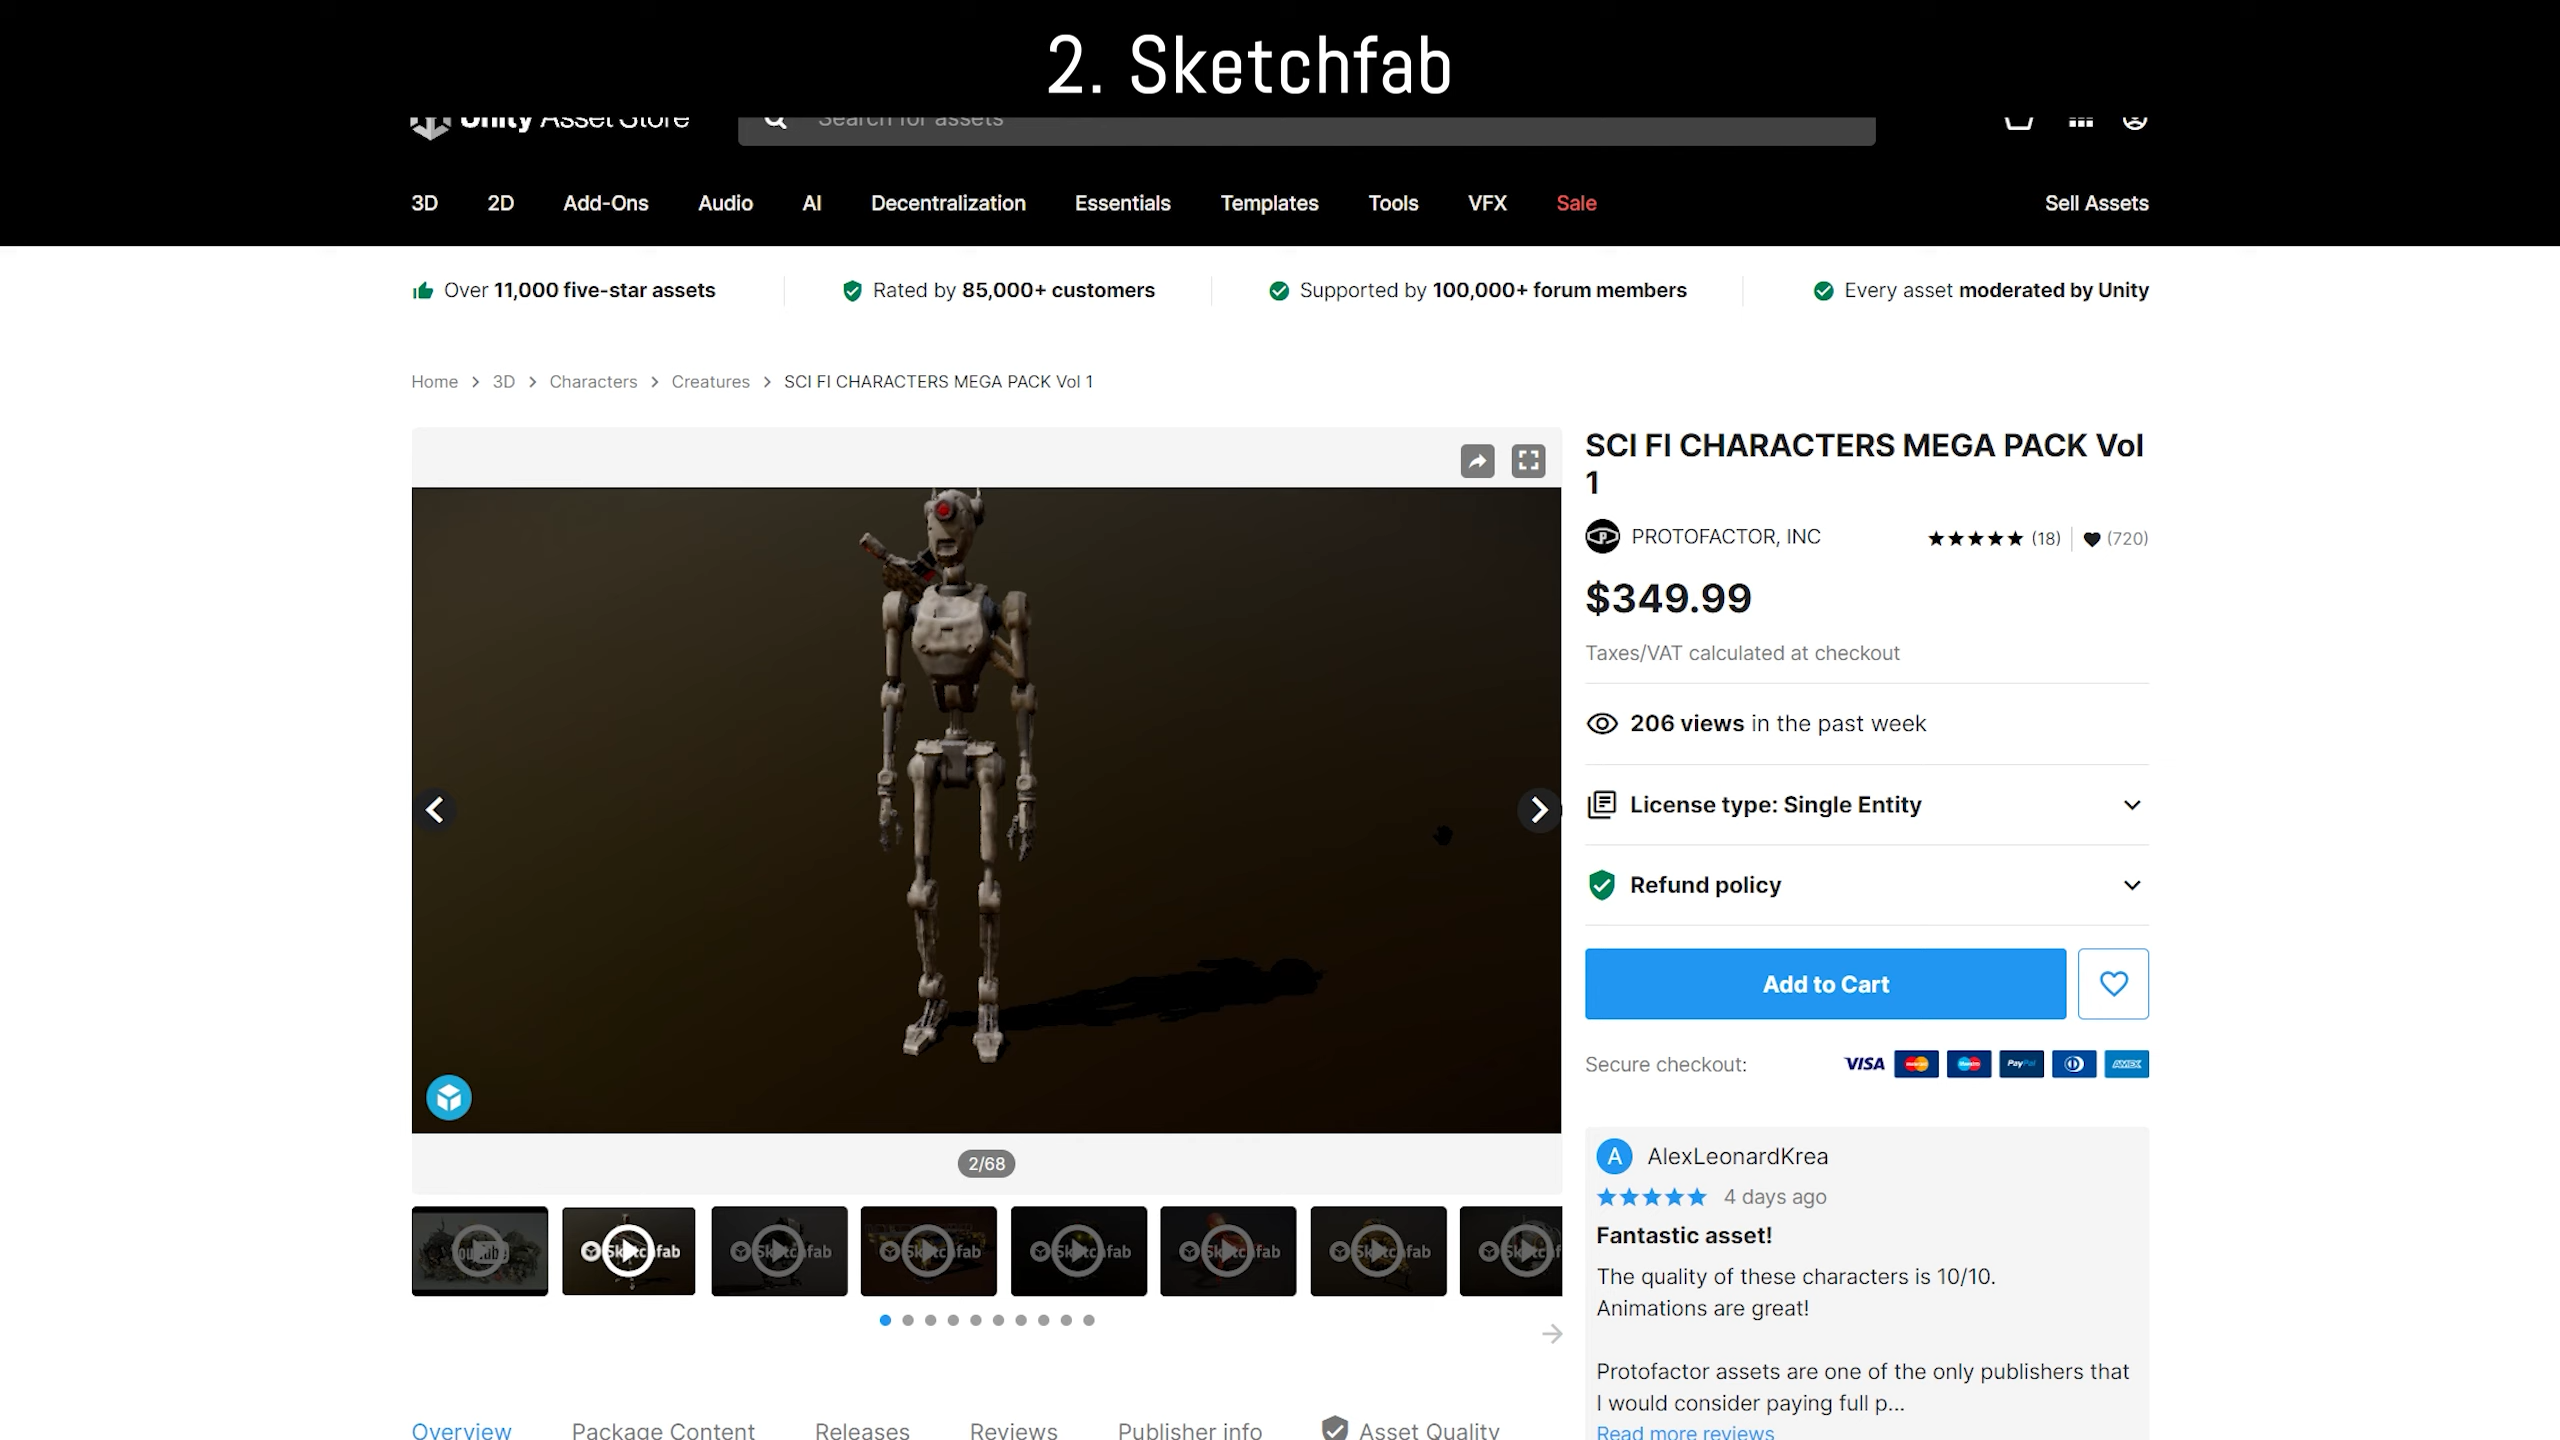 2. Sketchfab
Unity Asset Store
Search for assets
3D 2D Add-Ons Audio AI Decentralization Essentials Templates Tools VFX Sale Sell Assets
Over 11,000 five-star assets Rated by 85,000+ customers Supported by 100,000+ forum members Every asset moderated by Unity
Home > 3D > Characters > Creatures > SCI FI CHARACTERS MEGA PACK Vol 1
SCI FI CHARACTERS MEGA PACK Vol
1
PROTOFACTOR, INC (18) (720)
$349.99
Taxes/VAT calculated at checkout
206 views in the past week
License type: Single Entity
Refund policy
Add to Cart
Secure checkout: VISA PayPal AMEX
2/68
Sketchfab Sketchfab Sketchfab Sketchfab Sketchfab Sketchfab
A AlexLeonardKrea
4 days ago
Fantastic asset!
The quality of these characters is 10/10.
Animations are great!
Protofactor assets are one of the only publishers that
I would consider paying full p...
Read more reviews
Overview Package Content Releases Reviews Publisher info Asset Quality